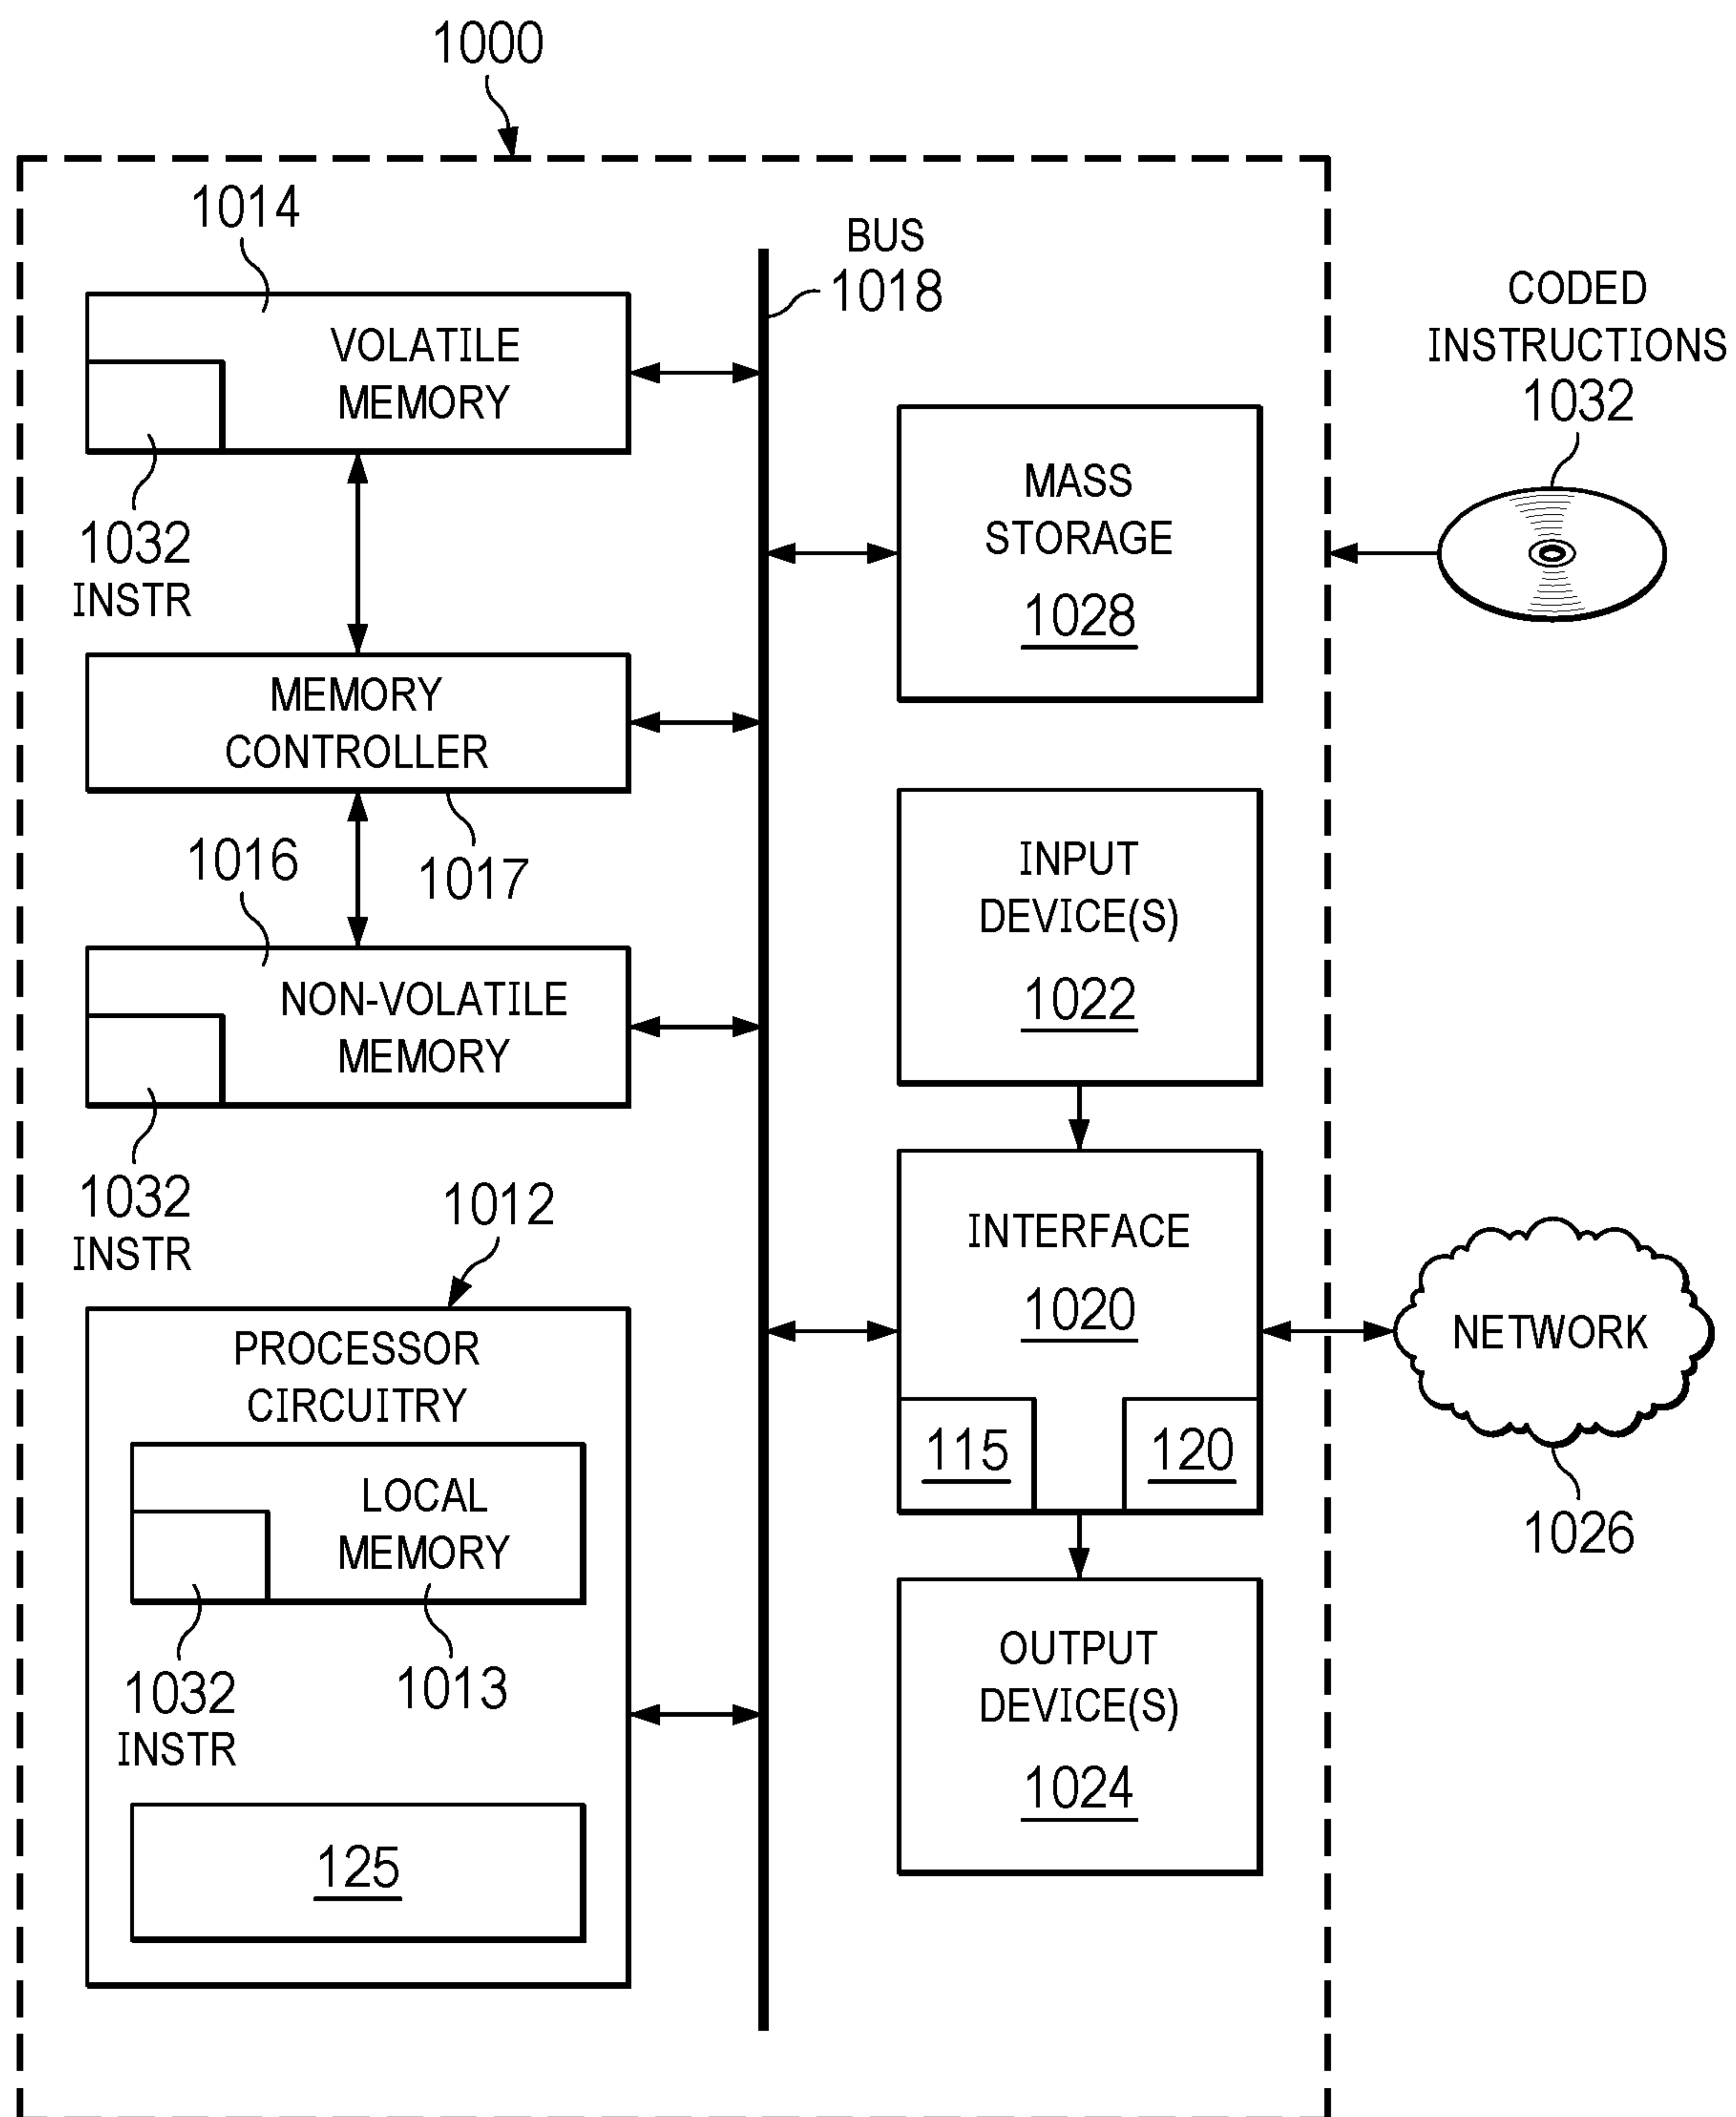 1000
1014
VOLATILE
MEMORY
1032
INSTR
MEMORY
CONTROLLER
1017
1016
NON-VOLATILE
MEMORY
1032
INSTR
1012
PROCESSOR
CIRCUITRY
LOCAL
MEMORY
1032
INSTR
1013
125
BUS
1018
MASS
STORAGE
1028
INPUT
DEVICE(S)
1022
INTERFACE
1020
115
120
OUTPUT
DEVICE(S)
1024
CODED
INSTRUCTIONS
1032
NETWORK
1026